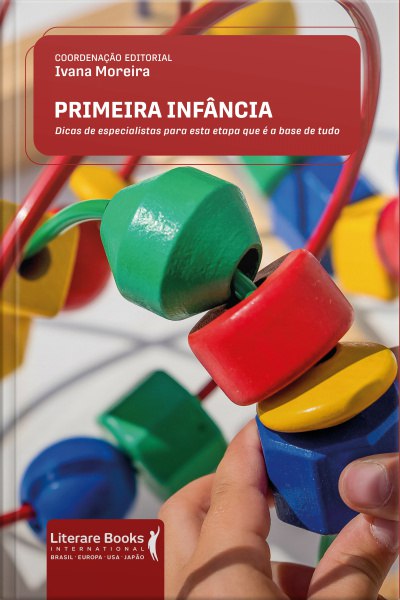 COORDENAÇÃO EDITORIAL
Ivana Moreira
PRIMEIRA INFÂNCIA
Dicas de especialistas para esta etapa que é a base de tudo
Literare Books
INTERNATIONAL
BRASIL · EUROPA · USA · JAPÃO